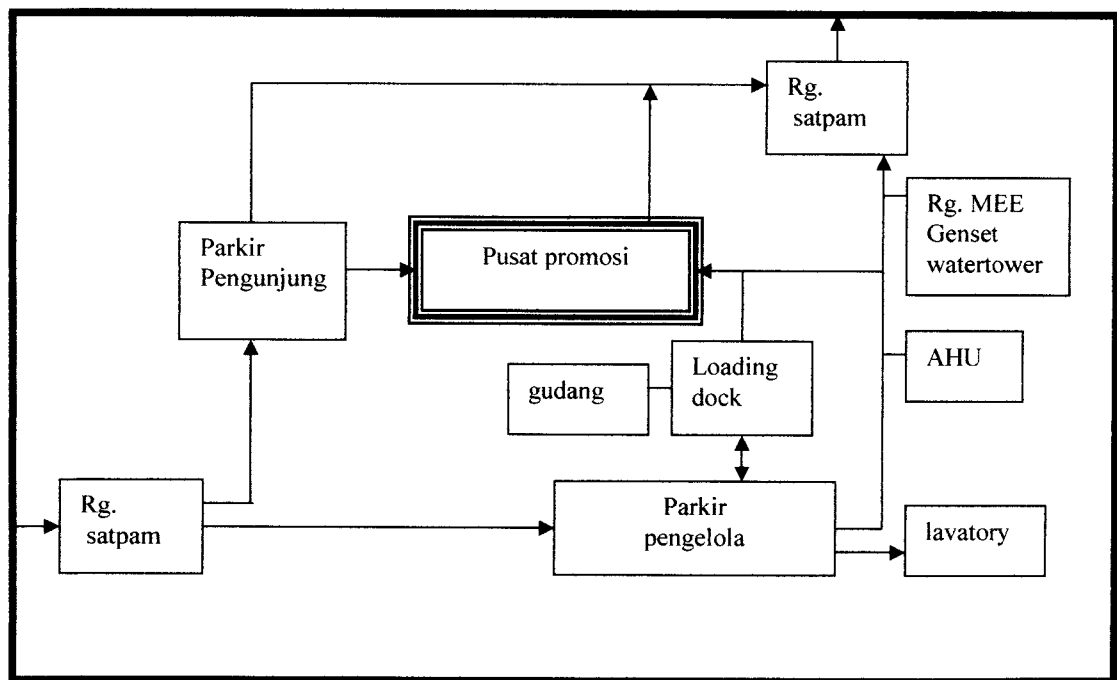 Rg.
satpam
Rg. MEE
Genset
watertower
Parkir
Pengunjung
Pusat promosi
AHU
Loading
dock
gudang
Rg.
satpam
Parkir
pengelola
lavatory